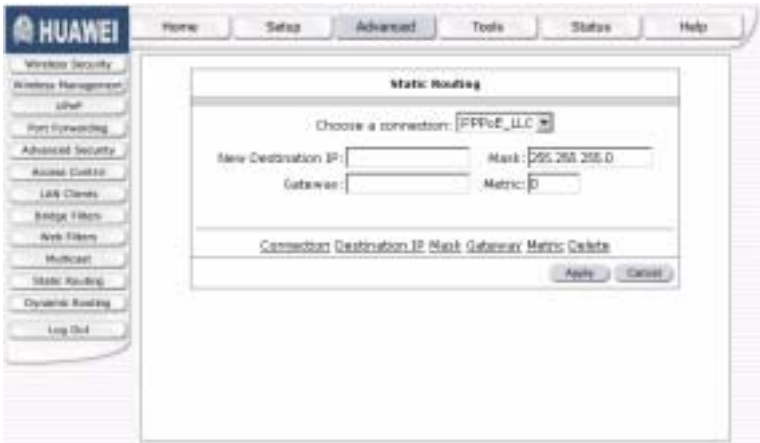 HUAWEI
Home Setup Advanced Tools Status Help
Wireless Security
Wireless Management
UPnP
Port Forwarding
Advanced Security
Access Control
LAN Clients
Bridge Filters
Web Filters
Multicast
Static Routing
Dynamic Routing
Log Out
Static Routing
Choose a connection: IPPPoE_LLC
New Destination IP: Mask: 255.255.255.0
Gateway: Metric: 0
Connection Destination IP Mask Gateway Metric Delete
Apply Cancel